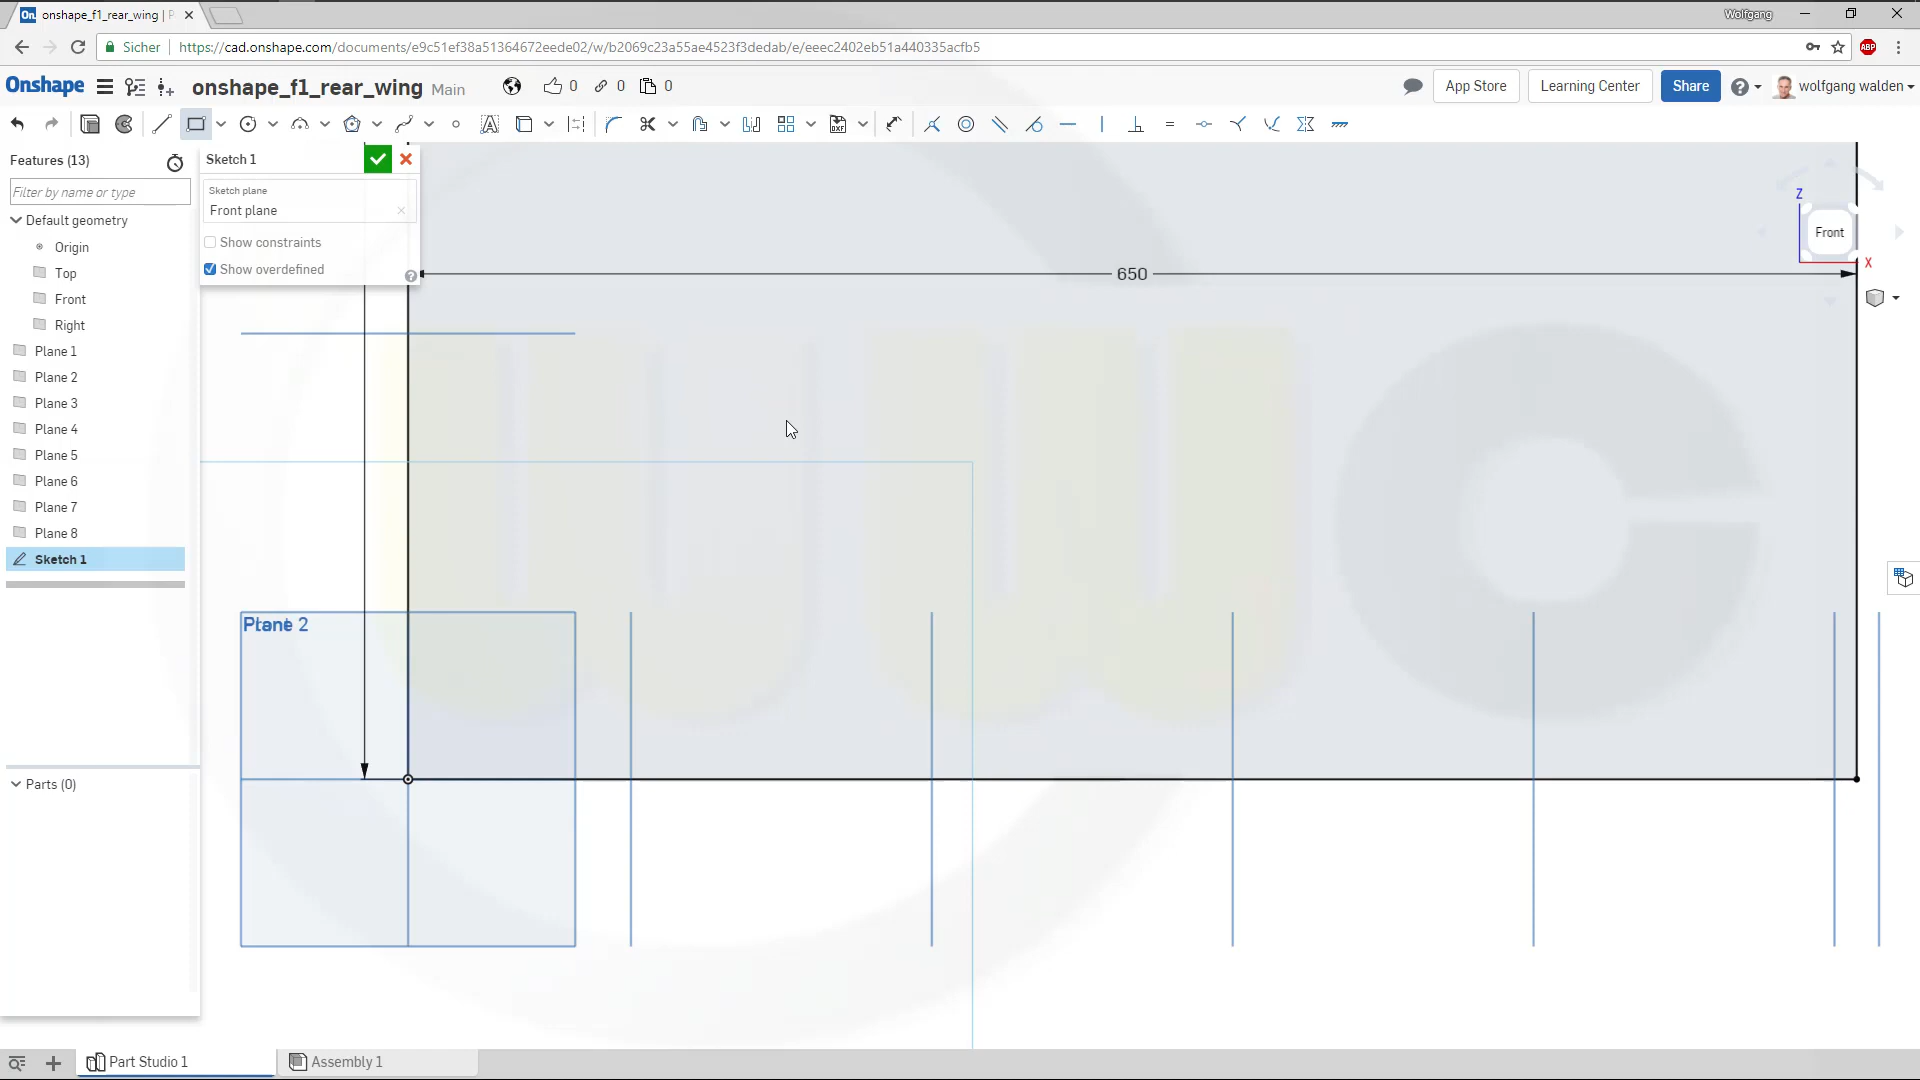 onshape_f1_rear_wing | P
Wolfgang
Sicher
https://cad.onshape.com/documents/e9c51ef38a51364672eede02/w/b2069c23a55ae4523f3dedab/e/eeec2402eb51a440335acfb5
ABP
Onshape
onshape_f1_rear_wing Main
0
0
0
App Store
Learning Center
Share
wolfgang walden
DXF
Features (13)
Filter by name or type
Default geometry
Origin
Top
Front
Right
Plane 1
Plane 2
Plane 3
Plane 4
Plane 5
Plane 6
Plane 7
Plane 8
Sketch 1
Parts (0)
Sketch 1
Sketch plane
Front plane
Show constraints
Show overdefined
650
Z
Front
X
Plane 2
Part Studio 1
Assembly 1